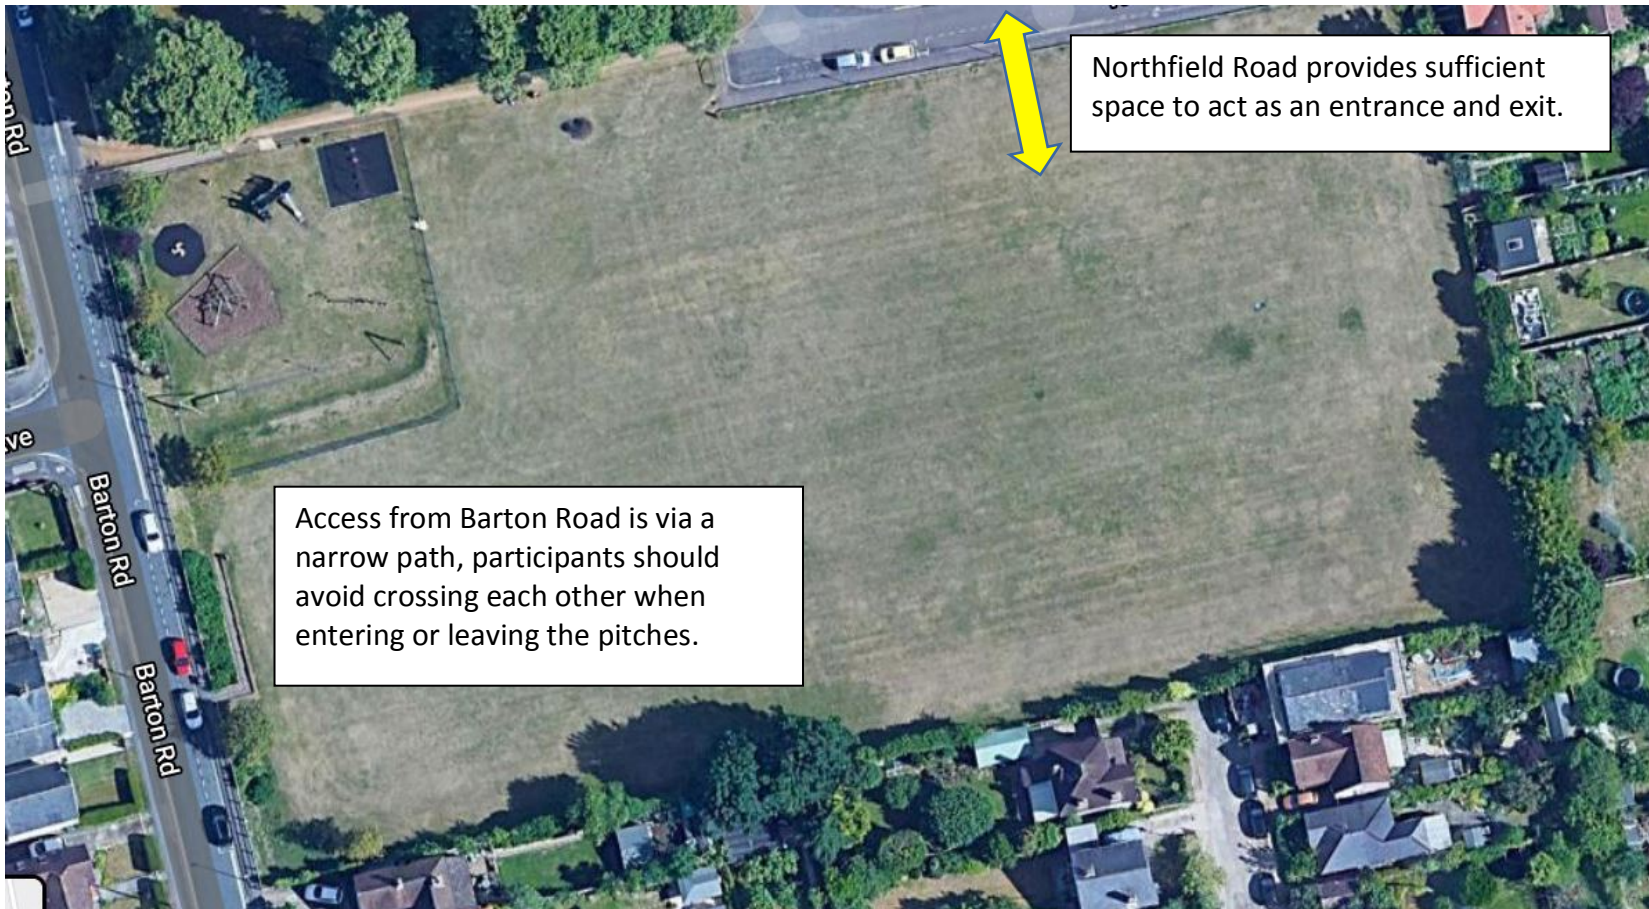 Northfield Road provides sufficient
space to act as an entrance and exit.
Barton Rd
Access from Barton Road is via a
narrow path, participants should
avoid crossing each other when
entering or leaving the pitches.
Barton Rd